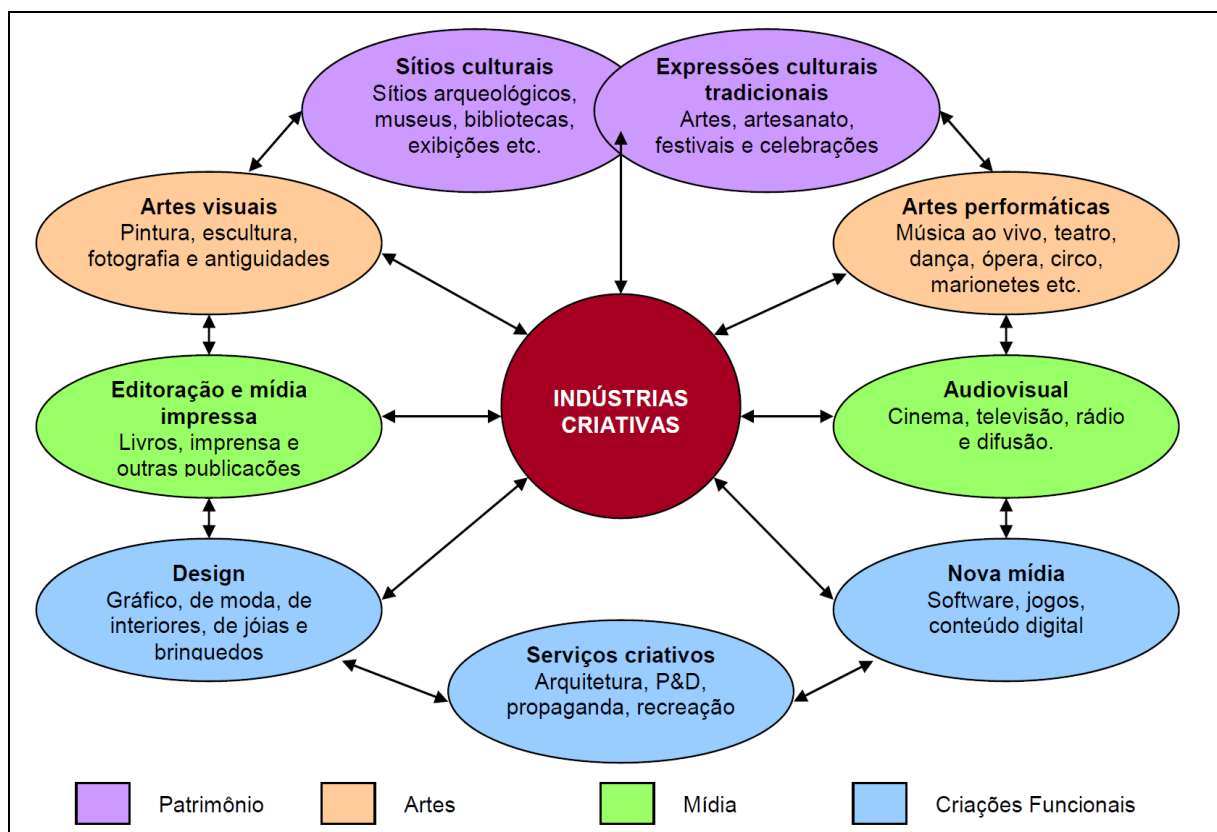 Sítios culturais
Sítios arqueológicos,
museus, bibliotecas,
exibições etc.
Expressões culturais
tradicionais
Artes, artesanato,
festivais e celebrações
Artes visuais
Pintura, escultura,
fotografia e antiguidades
Artes performáticas
Música ao vivo, teatro,
dança, ópera, circo,
marionetes etc.
Editoração e mídia
impressa
Livros, imprensa e
outras publicações
INDÚSTRIAS
CRIATIVAS
Audiovisual
Cinema, televisão, rádio
e difusão.
Design
Gráfico, de moda, de
interiores, de jóias e
brinquedos
Nova mídia
Software, jogos,
conteúdo digital
Serviços criativos
Arquitetura, P&D,
propaganda, recreação
Patrimônio
Artes
Mídia
Criações Funcionais